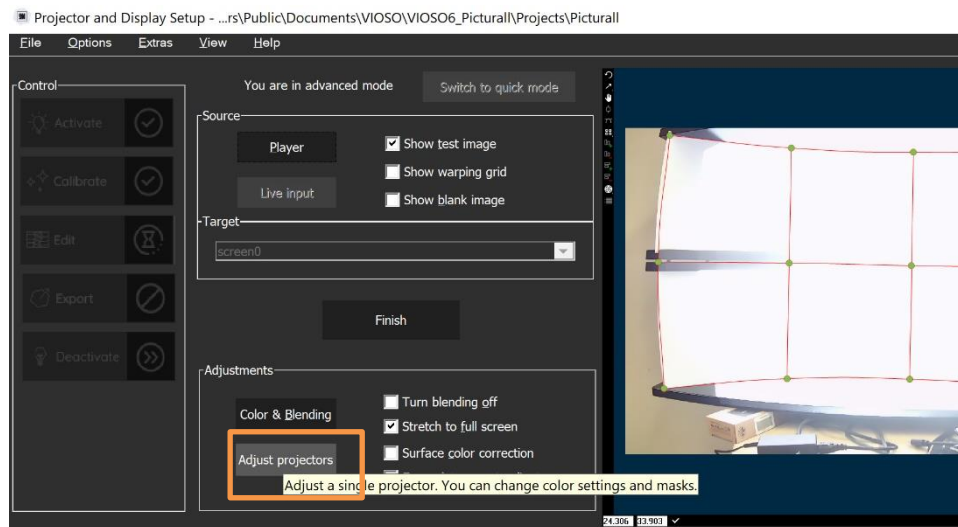 Projector and Display Setup - ...rs\Public\Documents\VIOSO\VIOSO6_Picturall\Projects\Picturall
File Options Extras View Help
Control
Activate
Calibrate
Edit
Export
Deactivate
You are in advanced mode
Switch to quick mode
Source
Player
Live input
Show test image
Show warping grid
Show blank image
Target
screen0
Finish
Adjustments
Color & Blending
Adjust projectors
Turn blending off
Stretch to full screen
Surface color correction
Adjust a single projector. You can change color settings and masks.
24.306 33.903